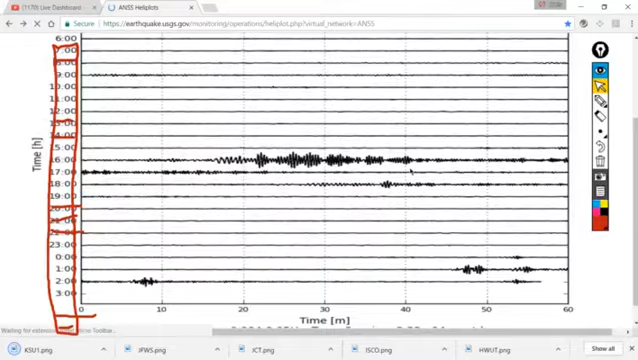 (1170) Live Dashboard -
ANSS Heliplots
Secure
https://earthquake.usgs.gov/monitoring/operations/heliplot.php?virtual_network=ANSS
6:00
7:00
8:00
9:00
10:00
11:00
12:00
13:00
14:00
15:00
16:00
17:00
18:00
19:00
20:00
21:00
22:00
23:00
0:00
1:00
2:00
3:00
Time [h]
0 10 20 30 40 50 60
Time [m]
Waiting for extension Toolbar...
KSU1.png
JFWS.png
JCT.png
ISCO.png
HWUT.png
Show all